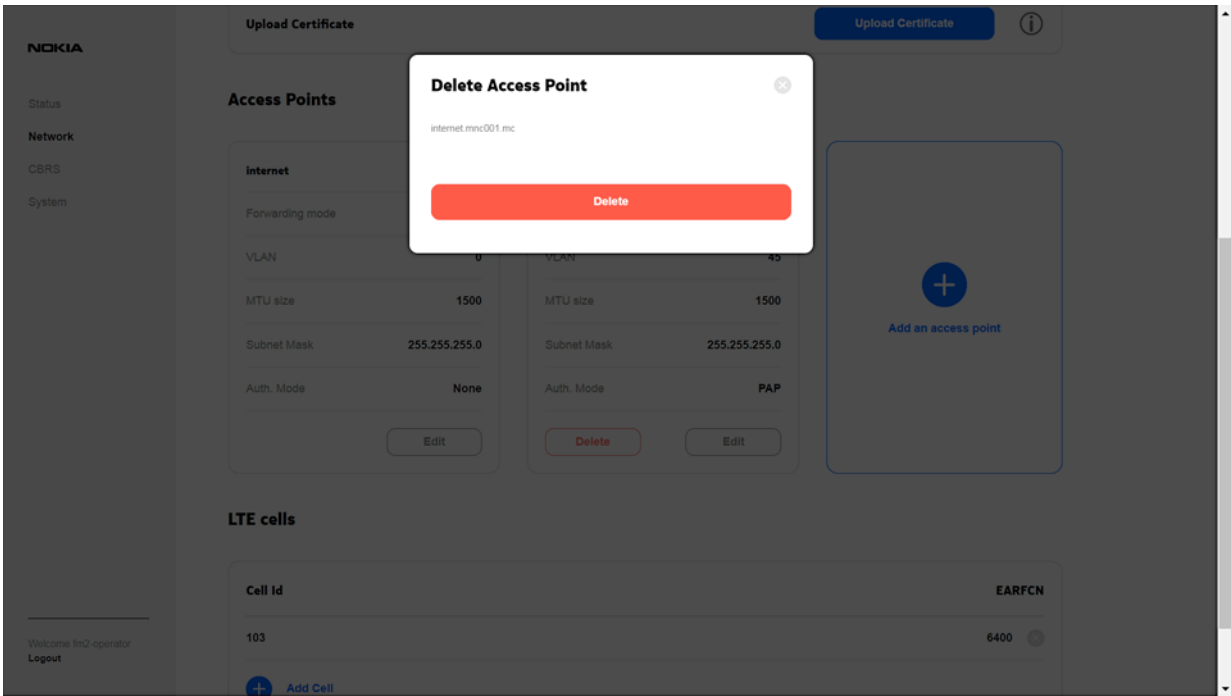 Upload Certificate Upload Certificate
NOKIA
Status
Network
CBRS
System
Delete Access Point
internet.mnc001.mc
Delete
Access Points
internet
Forwarding mode
VLAN 0
MTU size 1500
Subnet Mask 255.255.255.0
Auth. Mode None
Edit
VLAN 45
MTU size 1500
Subnet Mask 255.255.255.0
Auth. Mode PAP
Delete Edit
Add an access point
LTE cells
Cell Id EARFCN
103 6400
Add Cell
Welcome fm2-operator
Logout